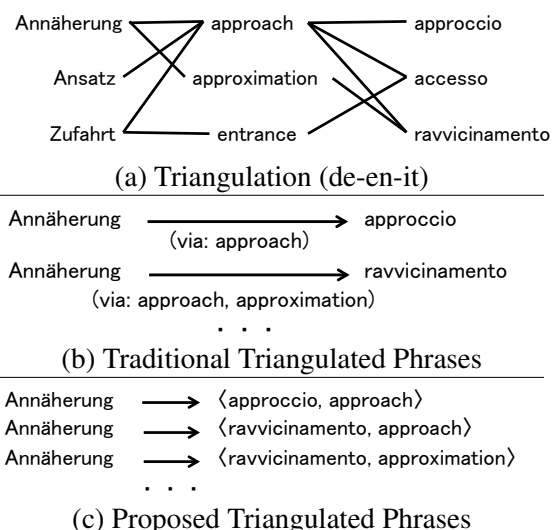 Annäherung approach approccio
Ansatz approximation accesso
Zufahrt entrance ravvicinamento
(a) Triangulation (de-en-it)
Annäherung approccio
(via: approach)
Annäherung ravvicinamento
(via: approach, approximation)
. . .
(b) Traditional Triangulated Phrases
Annäherung 〈approccio, approach〉
Annäherung 〈ravvicinamento, approach〉
Annäherung 〈ravvicinamento, approximation〉
. . .
(c) Proposed Triangulated Phrases